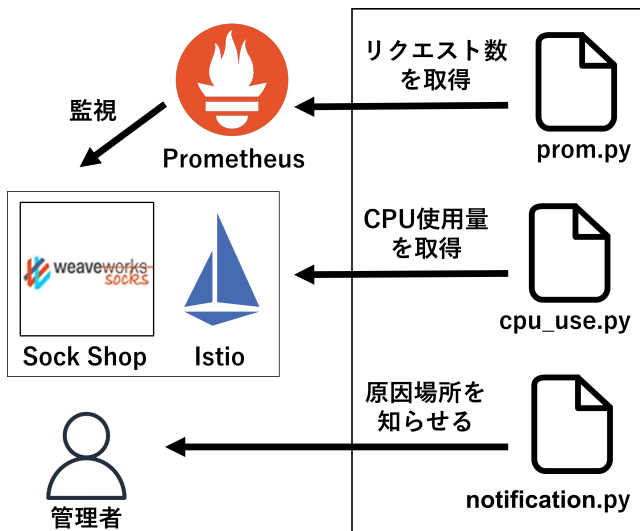 リクエスト数
を取得
監視
Prometheus
prom.py
CPU使用量
を取得
weaveworks
socks
Sock Shop
Istio
cpu_use.py
原因場所を
知らせる
管理者
notification.py